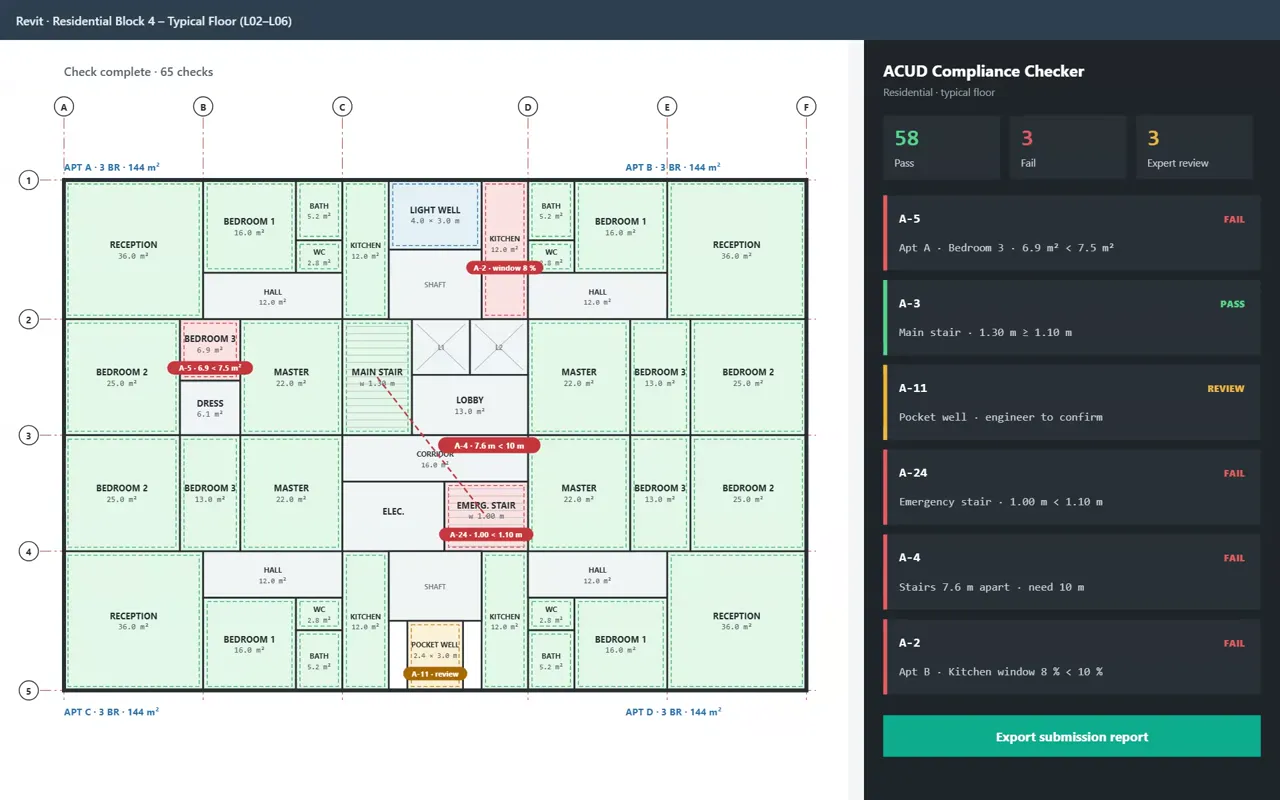 Revit · Residential Block 4 – Typical Floor (L02–L06)
Check complete · 65 checks
A B C D E F
APT A · 3 BR · 144 m²
APT B · 3 BR · 144 m²
1
RECEPTION
36.0 m²
BEDROOM 1
16.0 m²
BATH
5.2 m²
WC
2.8 m²
HALL
12.0 m²
KITCHEN
12.0 m²
LIGHT WELL
4.0 × 3.0 m
SHAFT
KITCHEN
12.0 m²
A-2 · window 8 %
BATH
5.2 m²
WC
2.8 m²
BEDROOM 1
16.0 m²
HALL
12.0 m²
RECEPTION
36.0 m²
2
BEDROOM 2
25.0 m²
BEDROOM 3
6.9 m²
A-5 · 6.9 < 7.5 m²
DRESS
6.1 m²
MASTER
22.0 m²
MAIN STAIR
w 1.30 m
L1
L2
LOBBY
13.0 m²
MASTER
22.0 m²
BEDROOM 3
13.0 m²
BEDROOM 2
25.0 m²
3
BEDROOM 2
25.0 m²
BEDROOM 3
13.0 m²
MASTER
22.0 m²
A-4 · 7.6 m < 10 m
CORRIDOR
16.0 m²
ELEC.
EMERG. STAIR
w 1.00 m
A-24 · 1.00 < 1.10 m
MASTER
22.0 m²
BEDROOM 3
13.0 m²
BEDROOM 2
25.0 m²
4
RECEPTION
36.0 m²
HALL
12.0 m²
BEDROOM 1
16.0 m²
WC
2.8 m²
BATH
5.2 m²
KITCHEN
12.0 m²
SHAFT
POCKET WELL
2.4 × 3.0 m
A-11 · review
KITCHEN
12.0 m²
HALL
12.0 m²
WC
2.8 m²
BATH
5.2 m²
BEDROOM 1
16.0 m²
RECEPTION
36.0 m²
5
APT C · 3 BR · 144 m²
APT D · 3 BR · 144 m²
ACUD Compliance Checker
Residential · typical floor
58
Pass
3
Fail
3
Expert review
A-5 FAIL
Apt A · Bedroom 3 · 6.9 m² < 7.5 m²
A-3 PASS
Main stair · 1.30 m ≥ 1.10 m
A-11 REVIEW
Pocket well · engineer to confirm
A-24 FAIL
Emergency stair · 1.00 m < 1.10 m
A-4 FAIL
Stairs 7.6 m apart · need 10 m
A-2 FAIL
Apt B · Kitchen window 8 % < 10 %
Export submission report